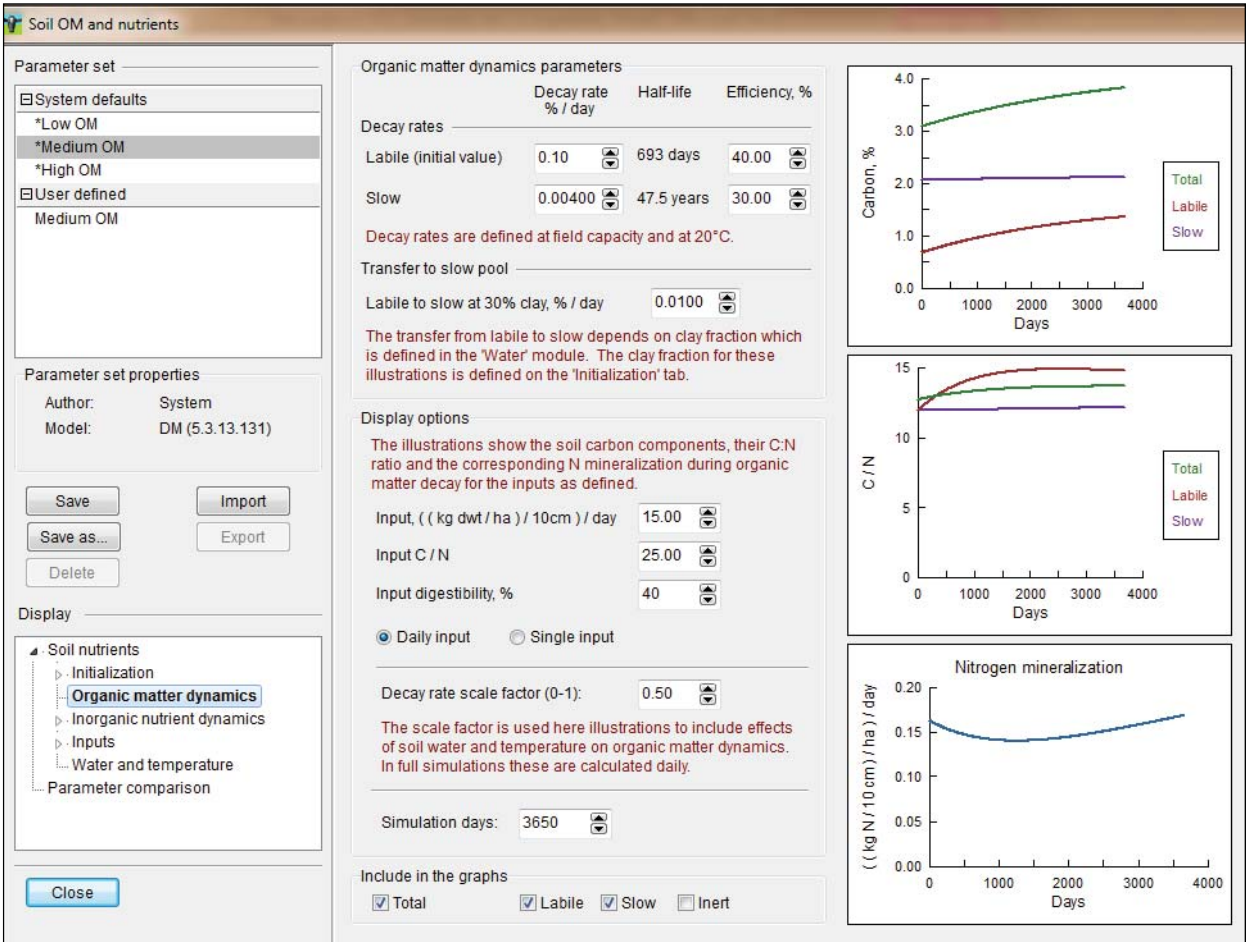 Soil OM and nutrients
Parameter set
System defaults
*Low OM
*Medium OM
*High OM
User defined
Medium OM
Parameter set properties
Author: System
Model: DM (5.3.13.131)
Save Import
Save as... Export
Delete
Display
Soil nutrients
Initialization
Organic matter dynamics
Inorganic nutrient dynamics
Inputs
Water and temperature
Parameter comparison
Close
Organic matter dynamics parameters
Decay rate Half-life Efficiency, %
% / day
Decay rates
Labile (initial value) 0.10 693 days 40.00
Slow 0.00400 47.5 years 30.00
Decay rates are defined at field capacity and at 20°C.
Transfer to slow pool
Labile to slow at 30% clay, % / day 0.0100
The transfer from labile to slow depends on clay fraction which
is defined in the 'Water' module. The clay fraction for these
illustrations is defined on the 'Initialization' tab.
Display options
The illustrations show the soil carbon components, their C:N
ratio and the corresponding N mineralization during organic
matter decay for the inputs as defined.
Input, ( ( kg dwt / ha ) / 10cm ) / day 15.00
Input C / N 25.00
Input digestibility, % 40
Daily input Single input
Decay rate scale factor (0-1): 0.50
The scale factor is used here illustrations to include effects
of soil water and temperature on organic matter dynamics.
In full simulations these are calculated daily.
Simulation days: 3650
Include in the graphs
Total Labile Slow Inert
Carbon, %
4.0
3.0
2.0
1.0
0.0
0 1000 2000 3000 4000
Days
Total
Labile
Slow
C / N
15
10
5
0
0 1000 2000 3000 4000
Days
Total
Labile
Slow
Nitrogen mineralization
( ( kg N / 10 cm ) / ha ) / day
0.20
0.15
0.10
0.05
0.00
0 1000 2000 3000 4000
Days